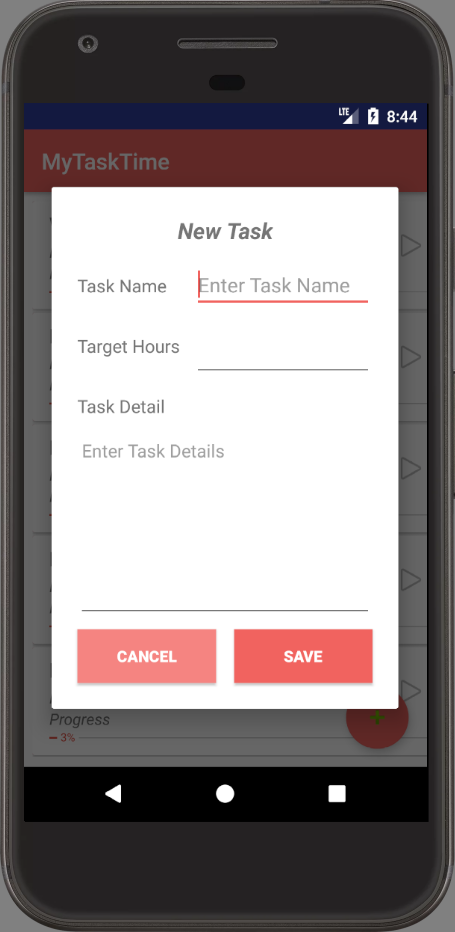 LTE 8:44
MyTaskTime
New Task
Task Name Enter Task Name
Target Hours
Task Detail
Enter Task Details
CANCEL SAVE
+
Progress
3%